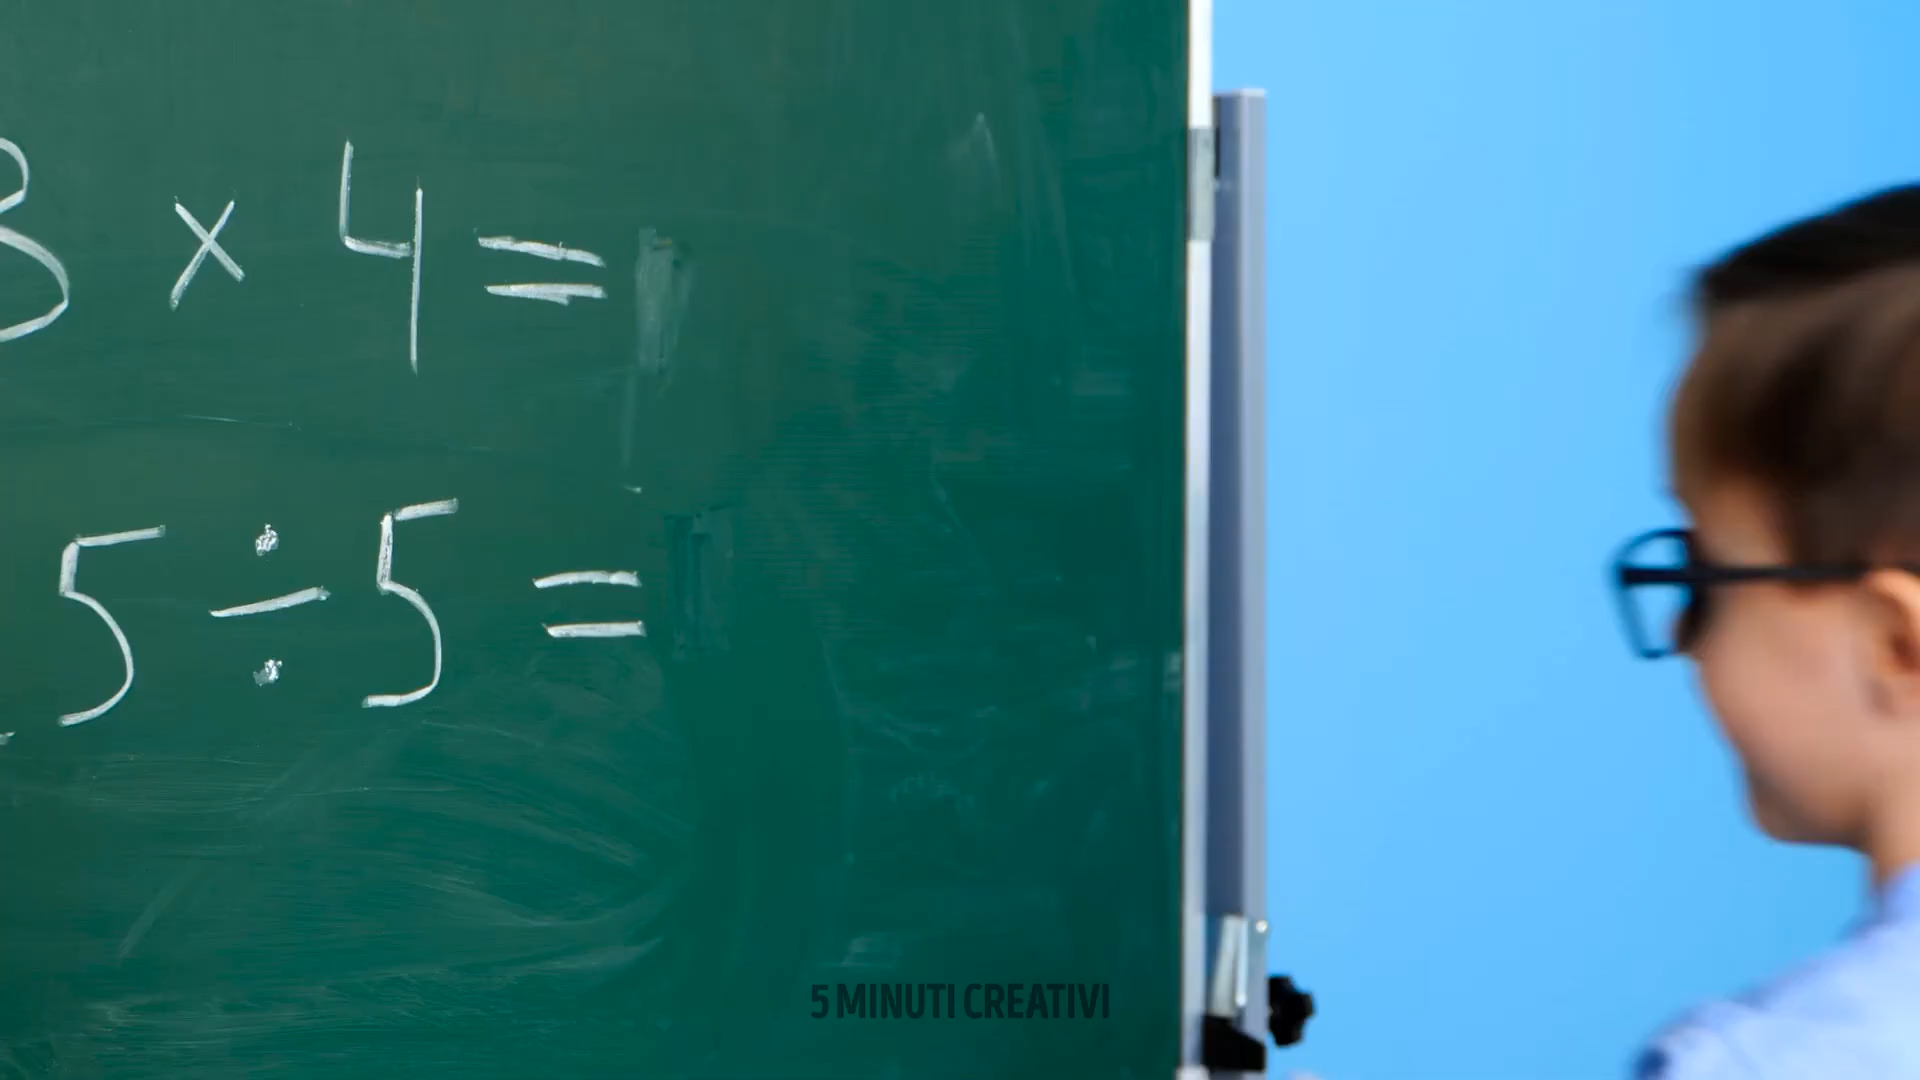 3 × 4 =
5 ÷ 5 =
5 MINUTI CREATIVI